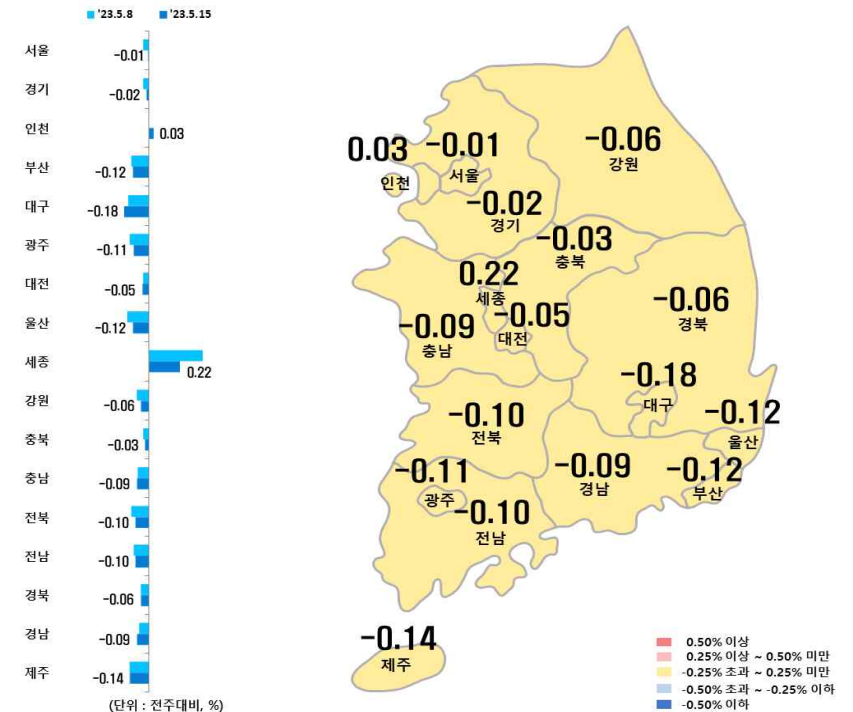 '23.5.8 '23.5.15
서울 -0.01
경기 -0.02
인천 0.03
부산 -0.12
대구 -0.18
광주 -0.11
대전 -0.05
울산 -0.12
세종 0.22
강원 -0.06
충북 -0.03
충남 -0.09
전북 -0.10
전남 -0.10
경북 -0.06
경남 -0.09
제주 -0.14
(단위 : 전주대비, %)
0.03
인천
-0.01
서울
-0.06
강원
-0.02
경기
-0.03
충북
0.22
세종
-0.05
대전
-0.09
충남
-0.06
경북
-0.18
대구
-0.12
울산
-0.10
전북
-0.09
경남
-0.12
부산
-0.11
광주
-0.10
전남
-0.14
제주
0.50% 이상
0.25% 이상 ~ 0.50% 미만
-0.25% 초과 ~ 0.25% 미만
-0.50% 초과 ~ -0.25% 이하
-0.50% 이하